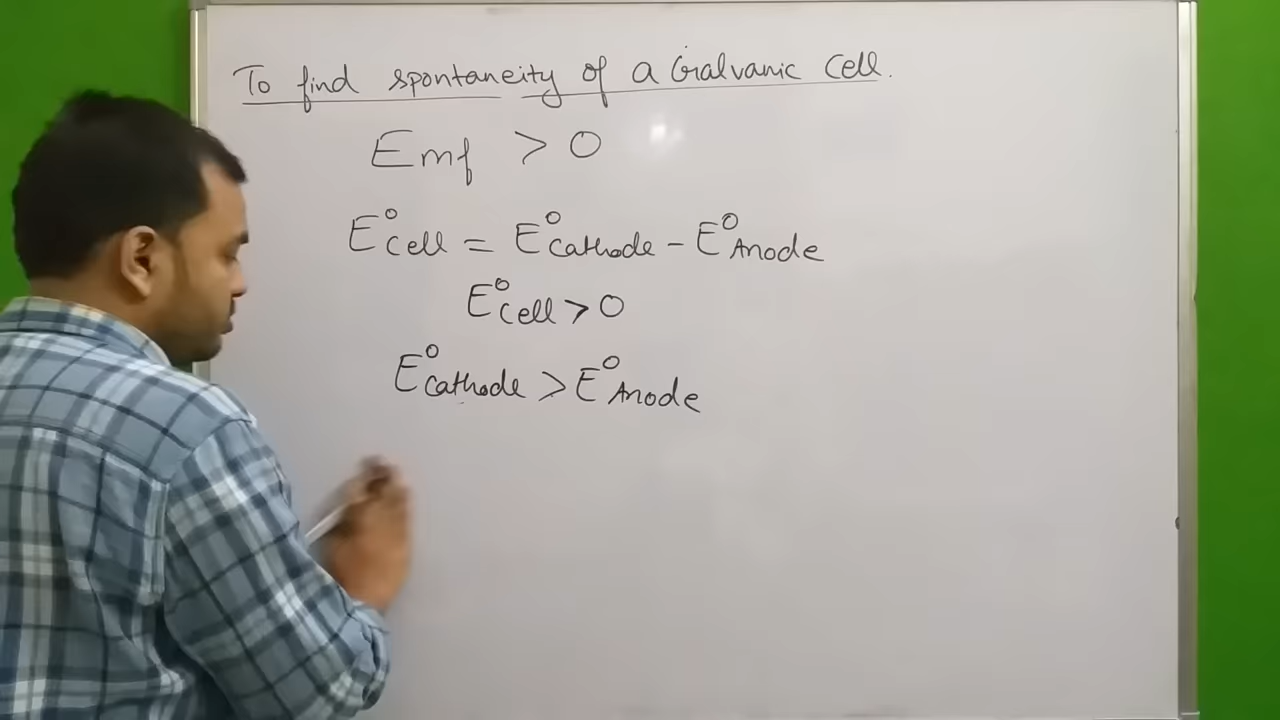 To find spontaneity of a Galvanic Cell.
Emf > 0
E°Cell = E°Cathode - E°Anode
E°Cell > 0
E°Cathode > E°Anode